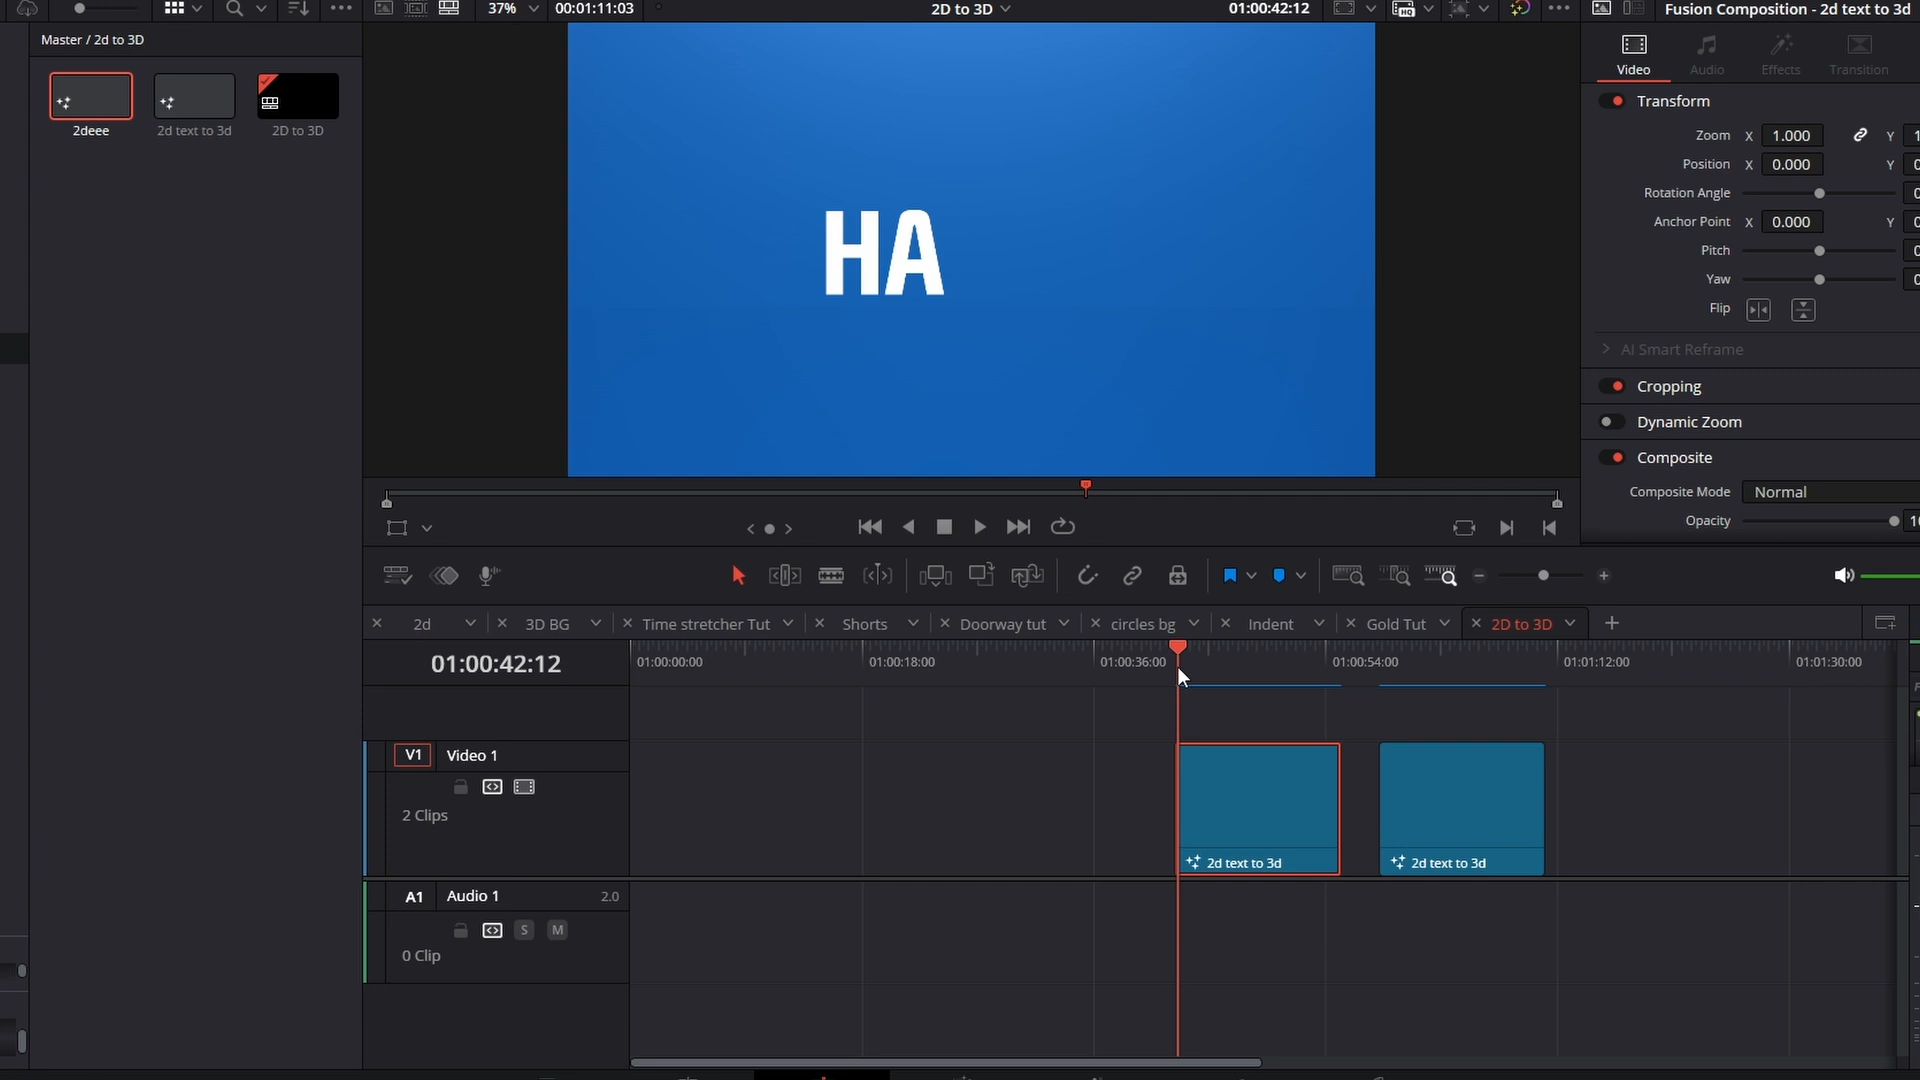 37%
00:01:11:03
2D to 3D
01:00:42:12
Fusion Composition - 2d text to 3d
Master / 2d to 3D
2deee
2d text to 3d
2D to 3D
HA
Video
Audio
Effects
Transition
Transform
Zoom X 1.000 Y
Position X 0.000 Y
Rotation Angle
Anchor Point X 0.000 Y
Pitch
Yaw
Flip
AI Smart Reframe
Cropping
Dynamic Zoom
Composite
Composite Mode Normal
Opacity
2d
3D BG
Time stretcher Tut
Shorts
Doorway tut
circles bg
Indent
Gold Tut
2D to 3D
01:00:42:12
01:00:00:00
01:00:18:00
01:00:36:00
01:00:54:00
01:01:12:00
01:01:30:00
V1 Video 1
2 Clips
2d text to 3d
2d text to 3d
A1 Audio 1 2.0
S M
0 Clip